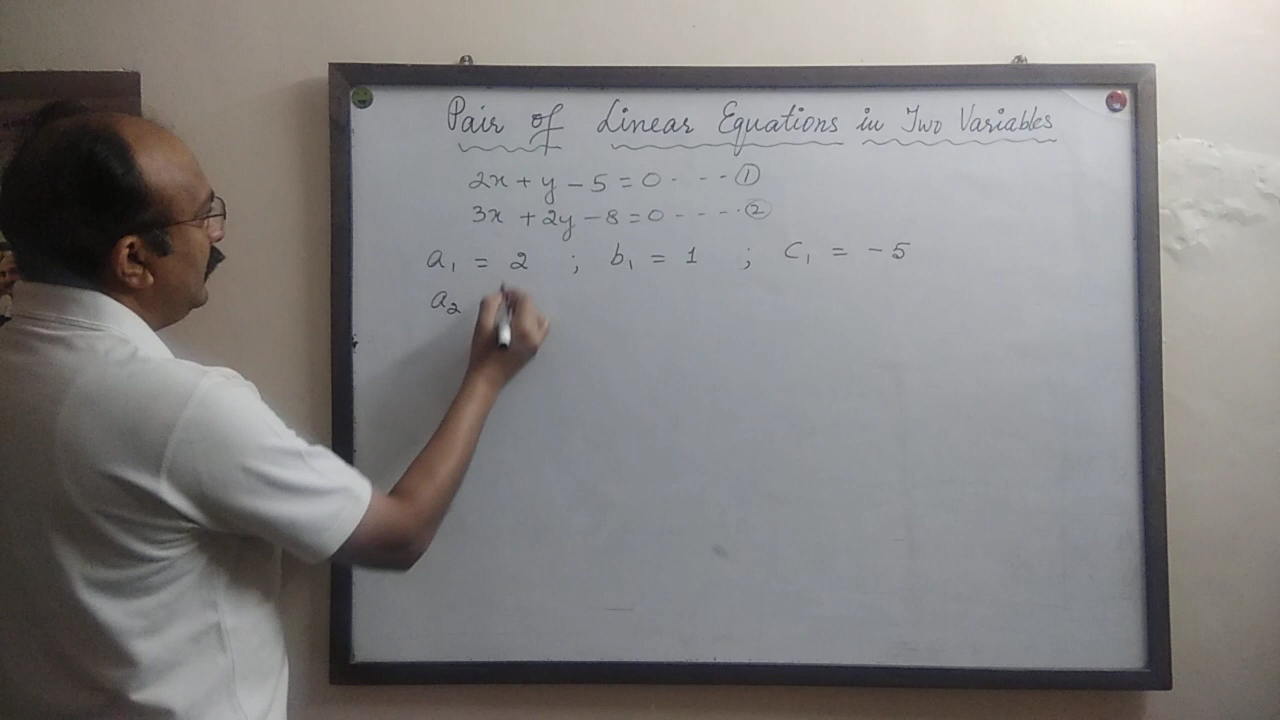 Pair of Linear Equations in Two Variables
2x + y - 5 = 0 - - - ①
3x + 2y - 8 = 0 - - - - ②
a₁ = 2 ; b₁ = 1 ; C₁ = -5
a₂